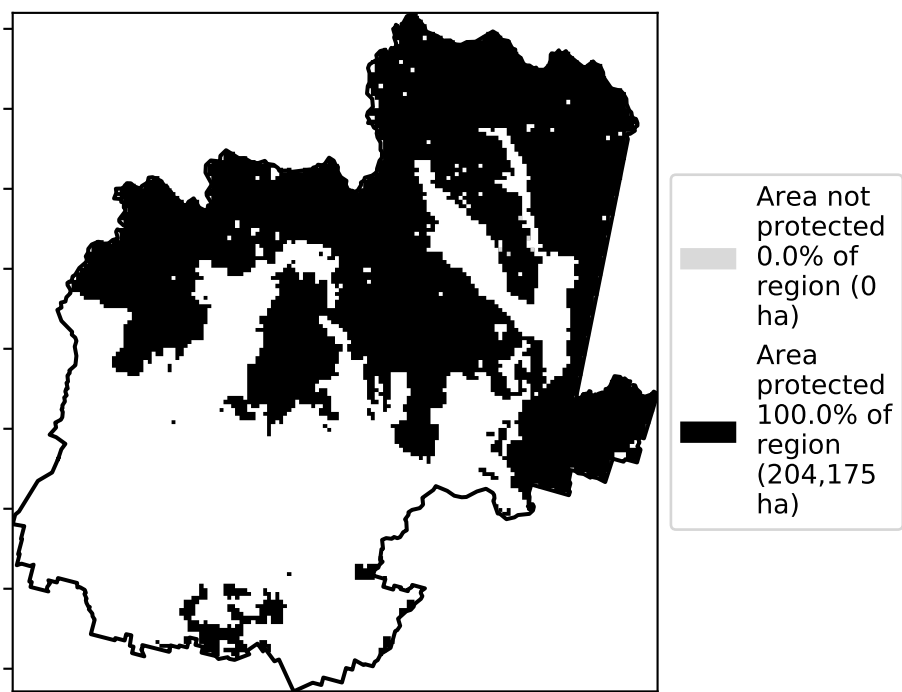 Area not
protected
0.0% of
region (0
ha)
Area
protected
100.0% of
region
(204,175
ha)